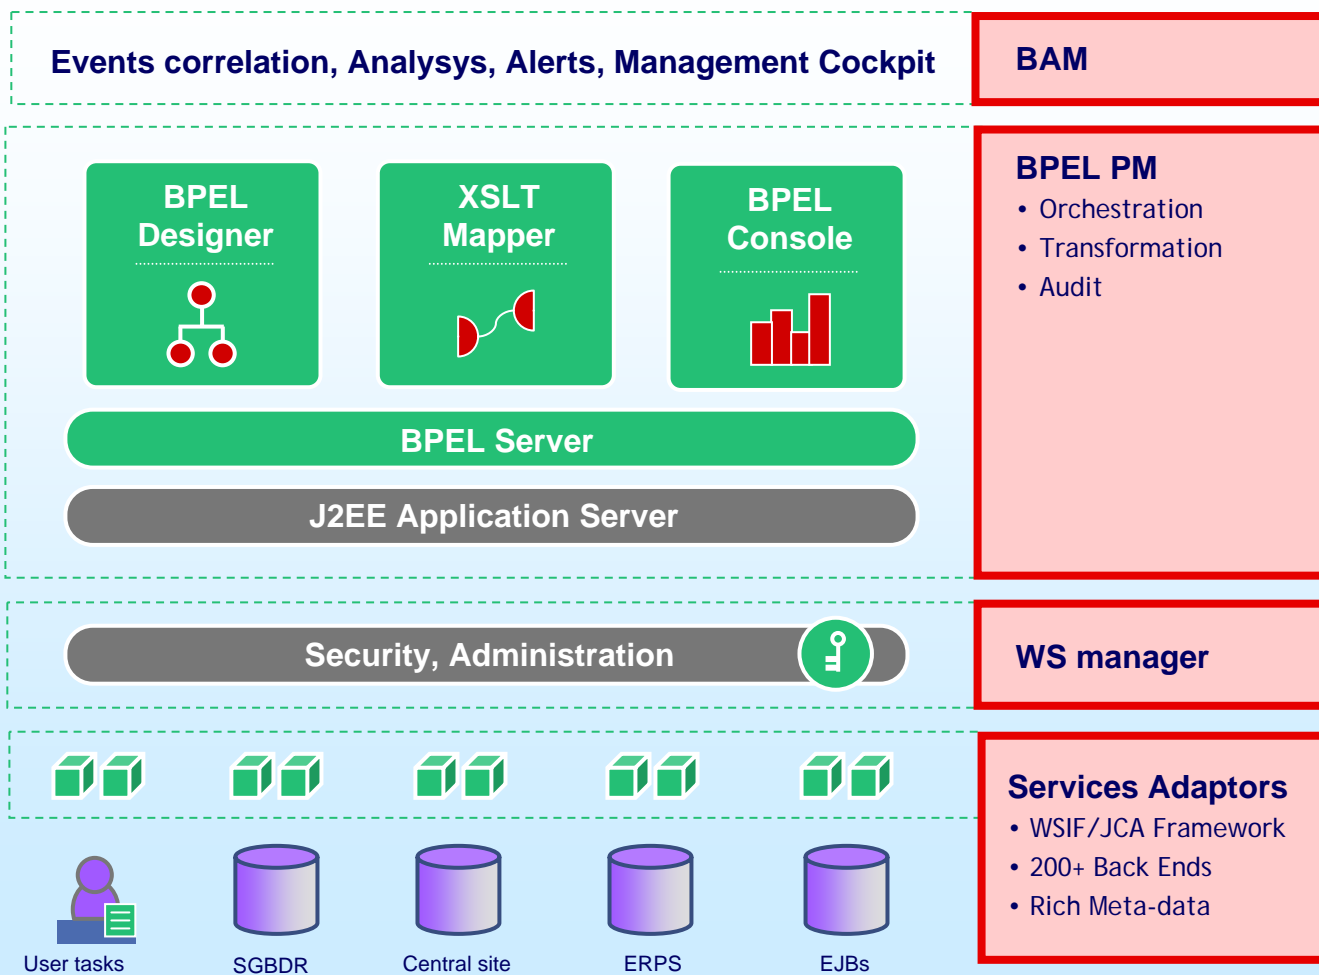 Events correlation, Analysys, Alerts, Management Cockpit
BAM
BPEL
Designer
XSLT
Mapper
BPEL
Console
BPEL Server
J2EE Application Server
BPEL PM
• Orchestration
• Transformation
• Audit
Security, Administration
WS manager
Services Adaptors
• WSIF/JCA Framework
• 200+ Back Ends
• Rich Meta-data
User tasks
SGBDR
Central site
ERPS
EJBs